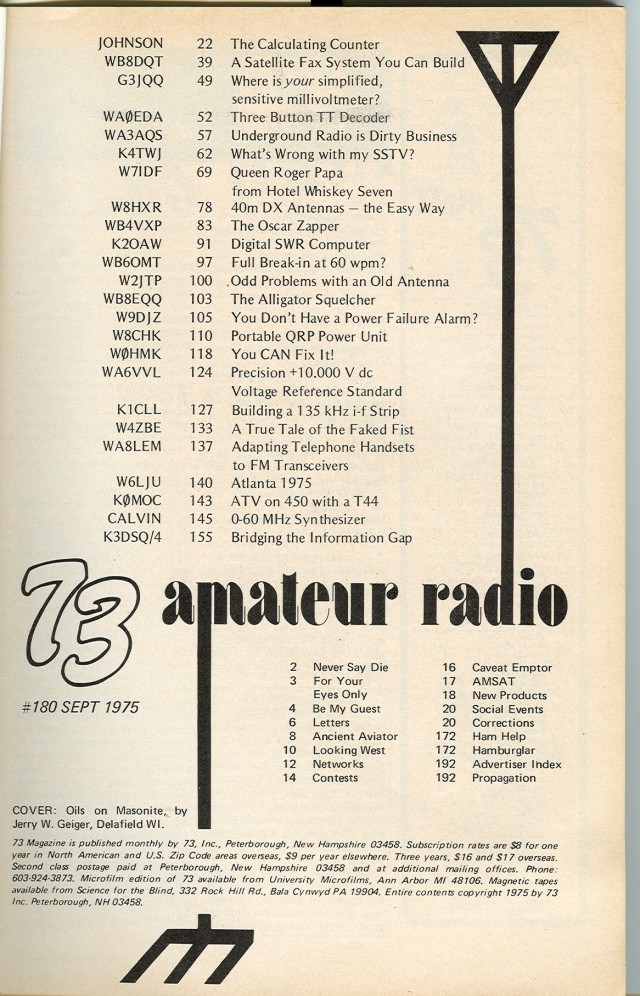 JOHNSON 22 The Calculating Counter
WB8DQT 39 A Satellite Fax System You Can Build
G3JQQ 49 Where is your simplified,
sensitive millivoltmeter?
WAØEDA 52 Three Button TT Decoder
WA3AQS 57 Underground Radio is Dirty Business
K4TWJ 62 What's Wrong with my SSTV?
W7IDF 69 Queen Roger Papa
from Hotel Whiskey Seven
W8HXR 78 40m DX Antennas — the Easy Way
WB4VXP 83 The Oscar Zapper
K2OAW 91 Digital SWR Computer
WB6OMT 97 Full Break-in at 60 wpm?
W2JTP 100 Odd Problems with an Old Antenna
WB8EQQ 103 The Alligator Squelcher
W9DJZ 105 You Don't Have a Power Failure Alarm?
W8CHK 110 Portable QRP Power Unit
WØHMK 118 You CAN Fix It!
WA6VVL 124 Precision +10.000 V dc
Voltage Reference Standard
K1CLL 127 Building a 135 kHz i-f Strip
W4ZBE 133 A True Tale of the Faked Fist
WA8LEM 137 Adapting Telephone Handsets
to FM Transceivers
W6LJU 140 Atlanta 1975
KØMOC 143 ATV on 450 with a T44
CALVIN 145 0-60 MHz Synthesizer
K3DSQ/4 155 Bridging the Information Gap
73 amateur radio
#180 SEPT 1975
2 Never Say Die
3 For Your
Eyes Only
4 Be My Guest
6 Letters
8 Ancient Aviator
10 Looking West
12 Networks
14 Contests
16 Caveat Emptor
17 AMSAT
18 New Products
20 Social Events
20 Corrections
172 Ham Help
172 Hamburglar
192 Advertiser Index
192 Propagation
COVER: Oils on Masonite, by
Jerry W. Geiger, Delafield WI.
73 Magazine is published monthly by 73, Inc., Peterborough, New Hampshire 03458. Subscription rates are $8 for one
year in North American and U.S. Zip Code areas overseas, $9 per year elsewhere. Three years, $16 and $17 overseas.
Second class postage paid at Peterborough, New Hampshire 03458 and at additional mailing offices. Phone:
603-924-3873. Microfilm edition of 73 available from University Microfilms, Ann Arbor MI 48106. Magnetic tapes
available from Science for the Blind, 332 Rock Hill Rd., Bala Cynwyd PA 19904. Entire contents copyright 1975 by 73
Inc. Peterborough, NH 03458.